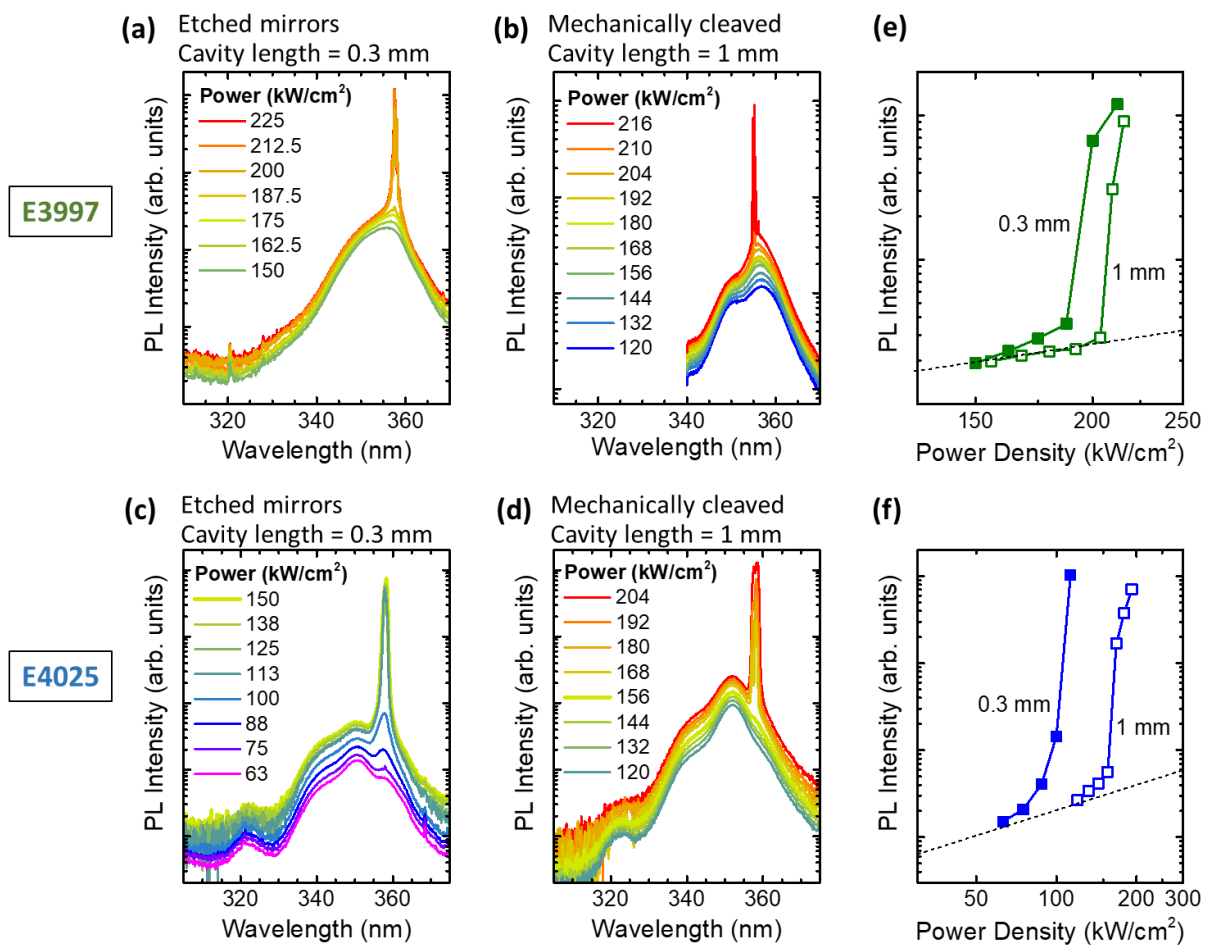 (a) Etched mirrors
Cavity length = 0.3 mm
Power (kW/cm²)
225
212.5
200
187.5
175
162.5
150
PL Intensity (arb. units)
320 340 360
Wavelength (nm)
(b) Mechanically cleaved
Cavity length = 1 mm
Power (kW/cm²)
216
210
204
192
180
168
156
144
132
120
PL Intensity (arb. units)
320 340 360
Wavelength (nm)
(e)
0.3 mm
1 mm
PL Intensity (arb. units)
150 200 250
Power Density (kW/cm²)
E3997
(c) Etched mirrors
Cavity length = 0.3 mm
Power (kW/cm²)
150
138
125
113
100
88
75
63
PL Intensity (arb. units)
320 340 360
Wavelength (nm)
(d) Mechanically cleaved
Cavity length = 1 mm
Power (kW/cm²)
204
192
180
168
156
144
132
120
PL Intensity (arb. units)
320 340 360
Wavelength (nm)
(f)
0.3 mm
1 mm
PL Intensity (arb. units)
50 100 200 300
Power Density (kW/cm²)
E4025